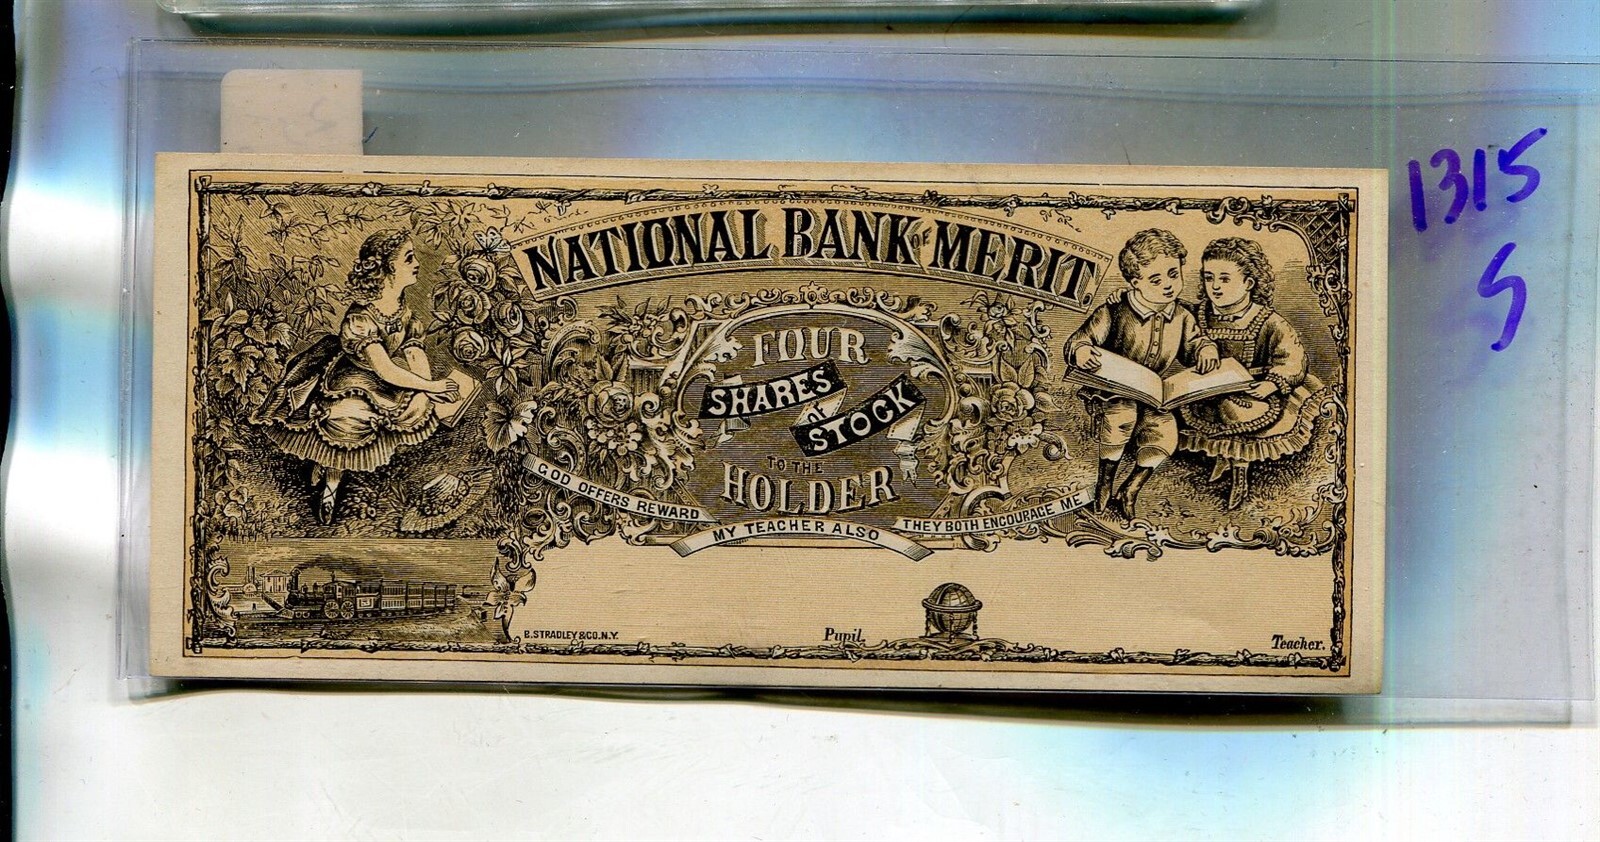 NATIONAL BANK OF MERIT.
FOUR
SHARES
OF
STOCK
TO THE
HOLDER
GOD OFFERS REWARD
MY TEACHER ALSO
THEY BOTH ENCOURAGE ME
B.STRADLEY&CO.N.Y.
Pupil.
Teacher.
1315
S